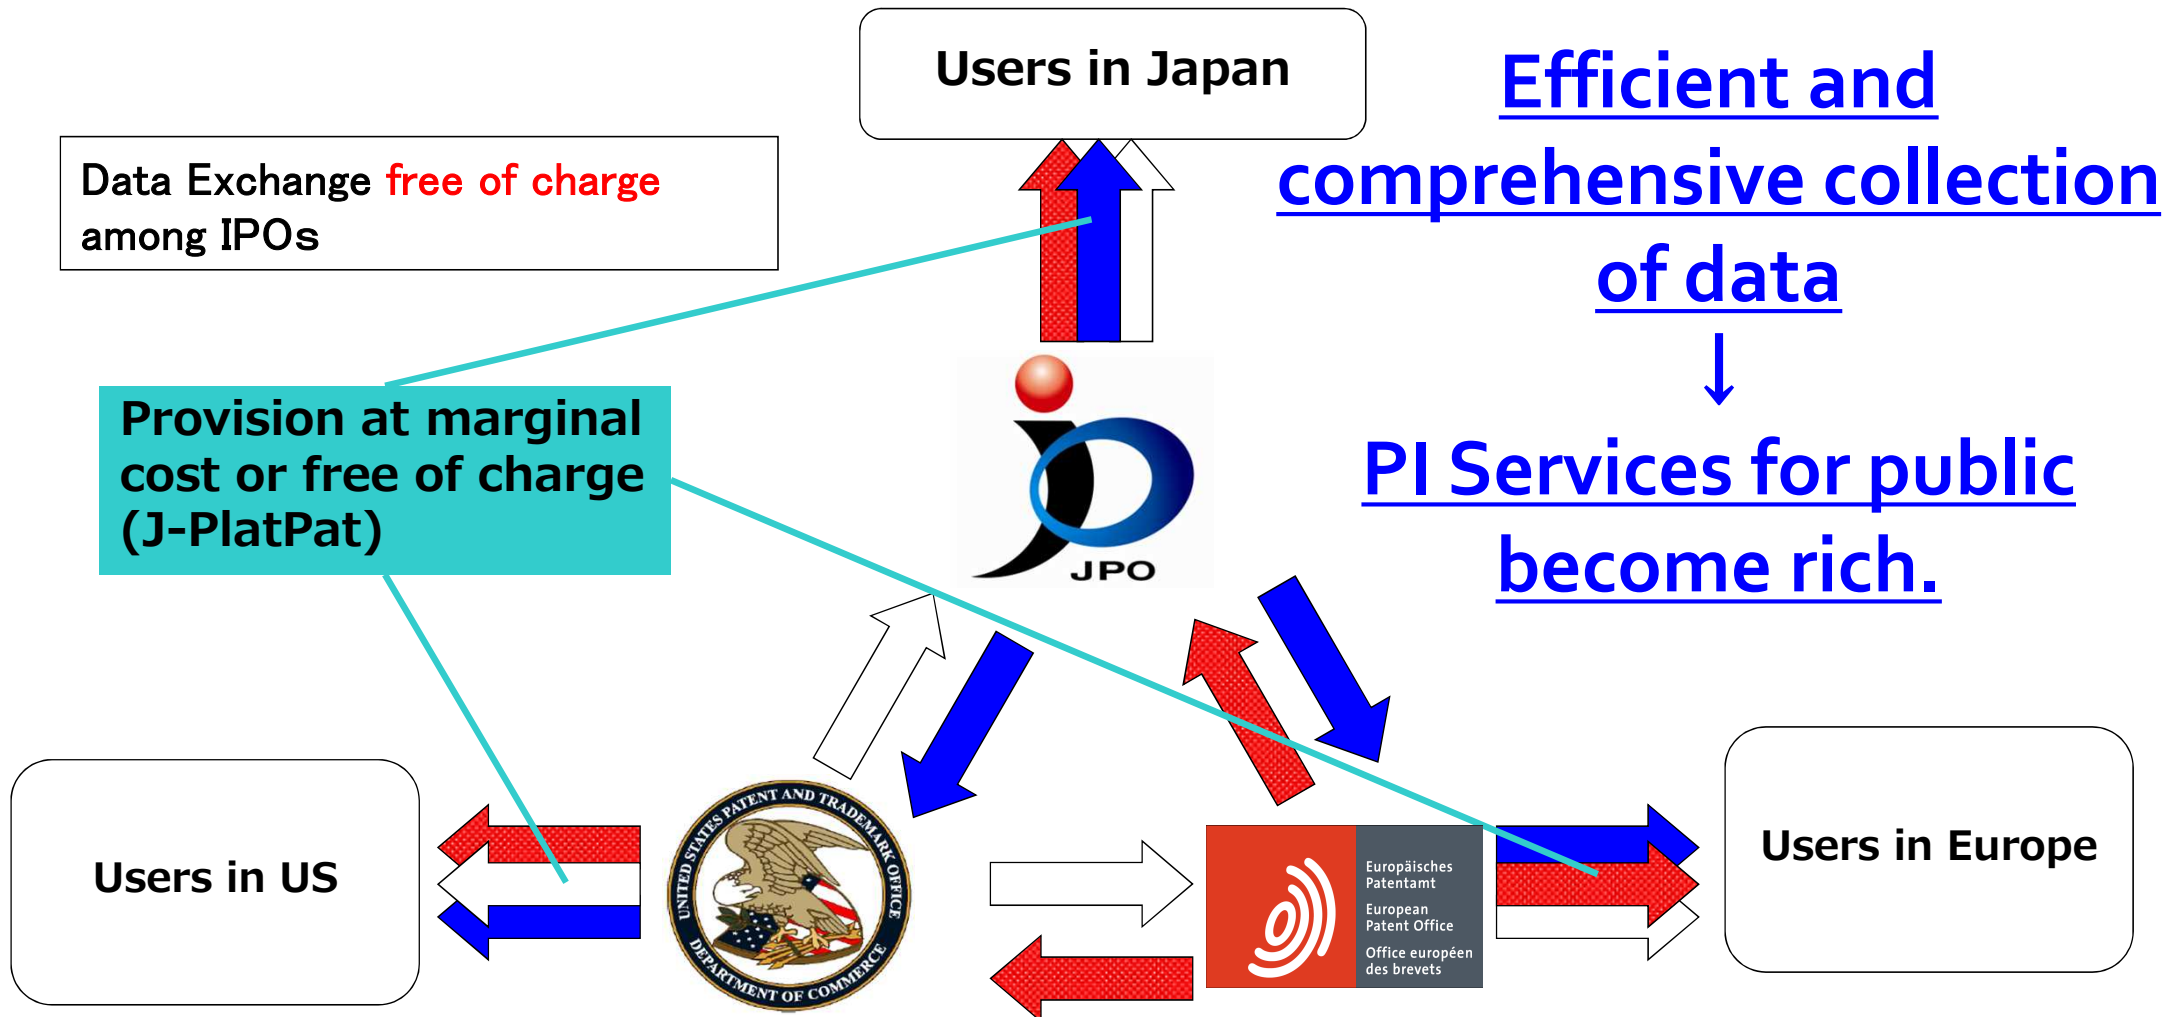 Users in Japan
Efficient and
comprehensive collection
of data
↓
PI Services for public
become rich.
Data Exchange free of charge
among IPOs
Provision at marginal
cost or free of charge
(J-PlatPat)
JPO
Users in US
UNITED STATES PATENT AND TRADEMARK OFFICE
DEPARTMENT OF COMMERCE
Europäisches
Patentamt
European
Patent Office
Office européen
des brevets
Users in Europe